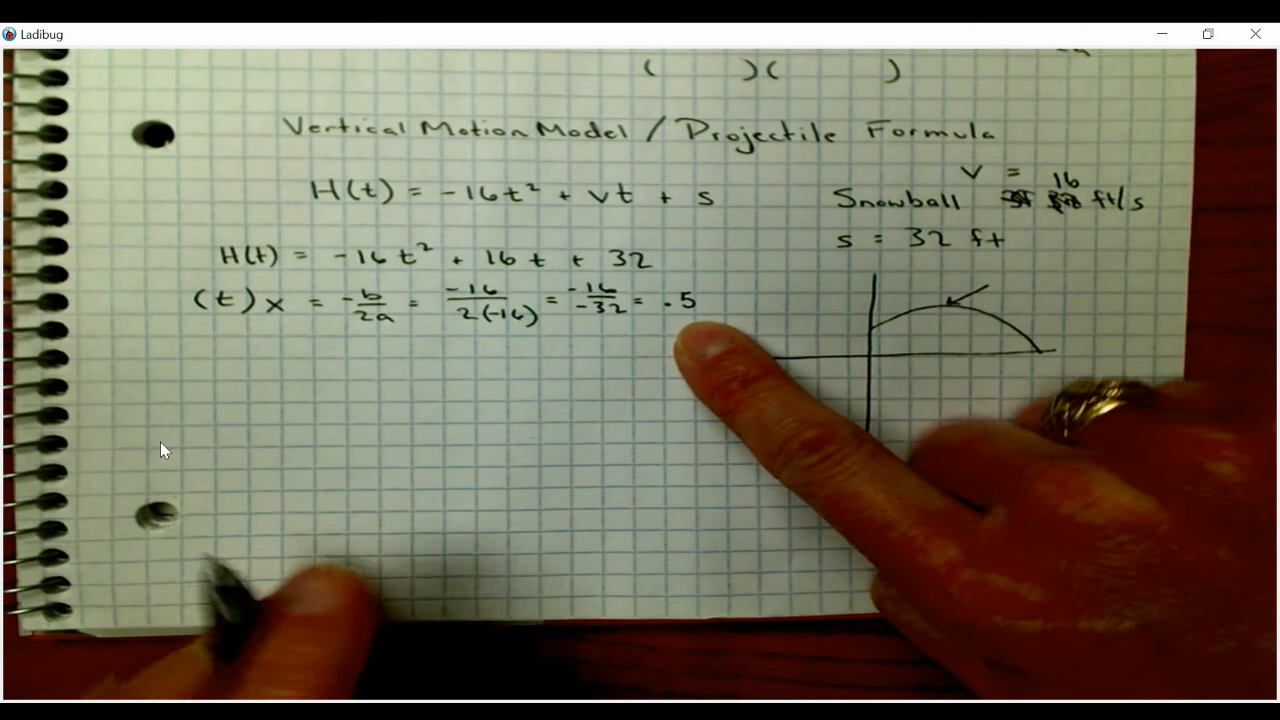 Ladibug
( )( )
Vertical Motion Model / Projectile Formula
v =
H(t) = -16t² + vt + s
16
Snowball ft/s
s = 32 ft
H(t) = -16t² + 16t + 32
(t) x = -b/2a = -16/2(-16) = -16/-32 = .5